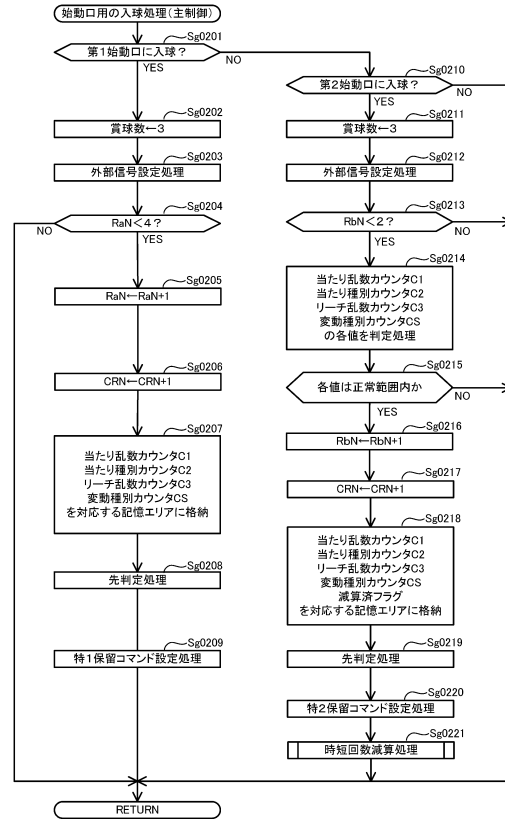 始動口用の入球処理(主制御)
Sg0201
第1始動口に入球?
NO
YES
Sg0202
賞球数←3
Sg0203
外部信号設定処理
Sg0204
RaN<4?
NO
YES
Sg0205
RaN←RaN+1
Sg0206
CRN←CRN+1
Sg0207
当たり乱数カウンタC1
当たり種別カウンタC2
リーチ乱数カウンタC3
変動種別カウンタCS
を対応する記憶エリアに格納
Sg0208
先判定処理
Sg0209
特1保留コマンド設定処理
Sg0210
第2始動口に入球?
NO
YES
Sg0211
賞球数←3
Sg0212
外部信号設定処理
Sg0213
RbN<2?
NO
YES
Sg0214
当たり乱数カウンタC1
当たり種別カウンタC2
リーチ乱数カウンタC3
変動種別カウンタCS
の各値を判定処理
Sg0215
各値は正常範囲内か
NO
YES
Sg0216
RbN←RbN+1
Sg0217
CRN←CRN+1
Sg0218
当たり乱数カウンタC1
当たり種別カウンタC2
リーチ乱数カウンタC3
変動種別カウンタCS
減算済フラグ
を対応する記憶エリアに格納
Sg0219
先判定処理
Sg0220
特2保留コマンド設定処理
Sg0221
時短回数減算処理
RETURN